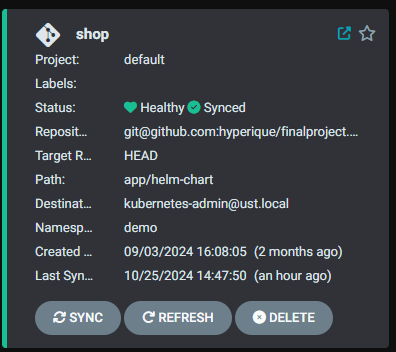 shop
Project: default
Labels:
Status: Healthy Synced
Reposit... git@github.com:hyperique/finalproject....
Target R... HEAD
Path: app/helm-chart
Destinat... kubernetes-admin@ust.local
Namesp... demo
Created ... 09/03/2024 16:08:05 (2 months ago)
Last Syn... 10/25/2024 14:47:50 (an hour ago)
SYNC REFRESH DELETE